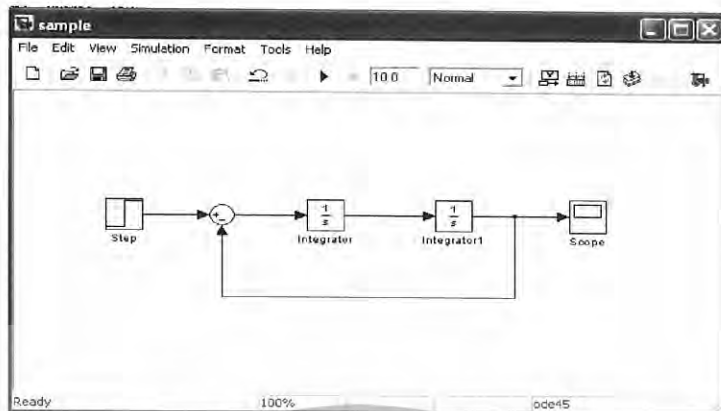 sample
File Edit View Simulation Format Tools Help
10.0 Normal
+-
1/s 1/s
Step Integrator Integrator1 Scope
Ready 100% ode45